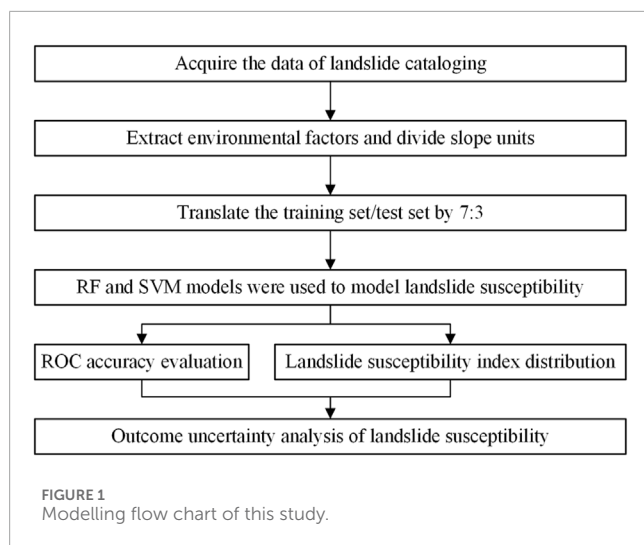 Acquire the data of landslide cataloging
Extract environmental factors and divide slope units
Translate the training set/test set by 7:3
RF and SVM models were used to model landslide susceptibility
ROC accuracy evaluation
Landslide susceptibility index distribution
Outcome uncertainty analysis of landslide susceptibility
FIGURE 1
Modelling flow chart of this study.